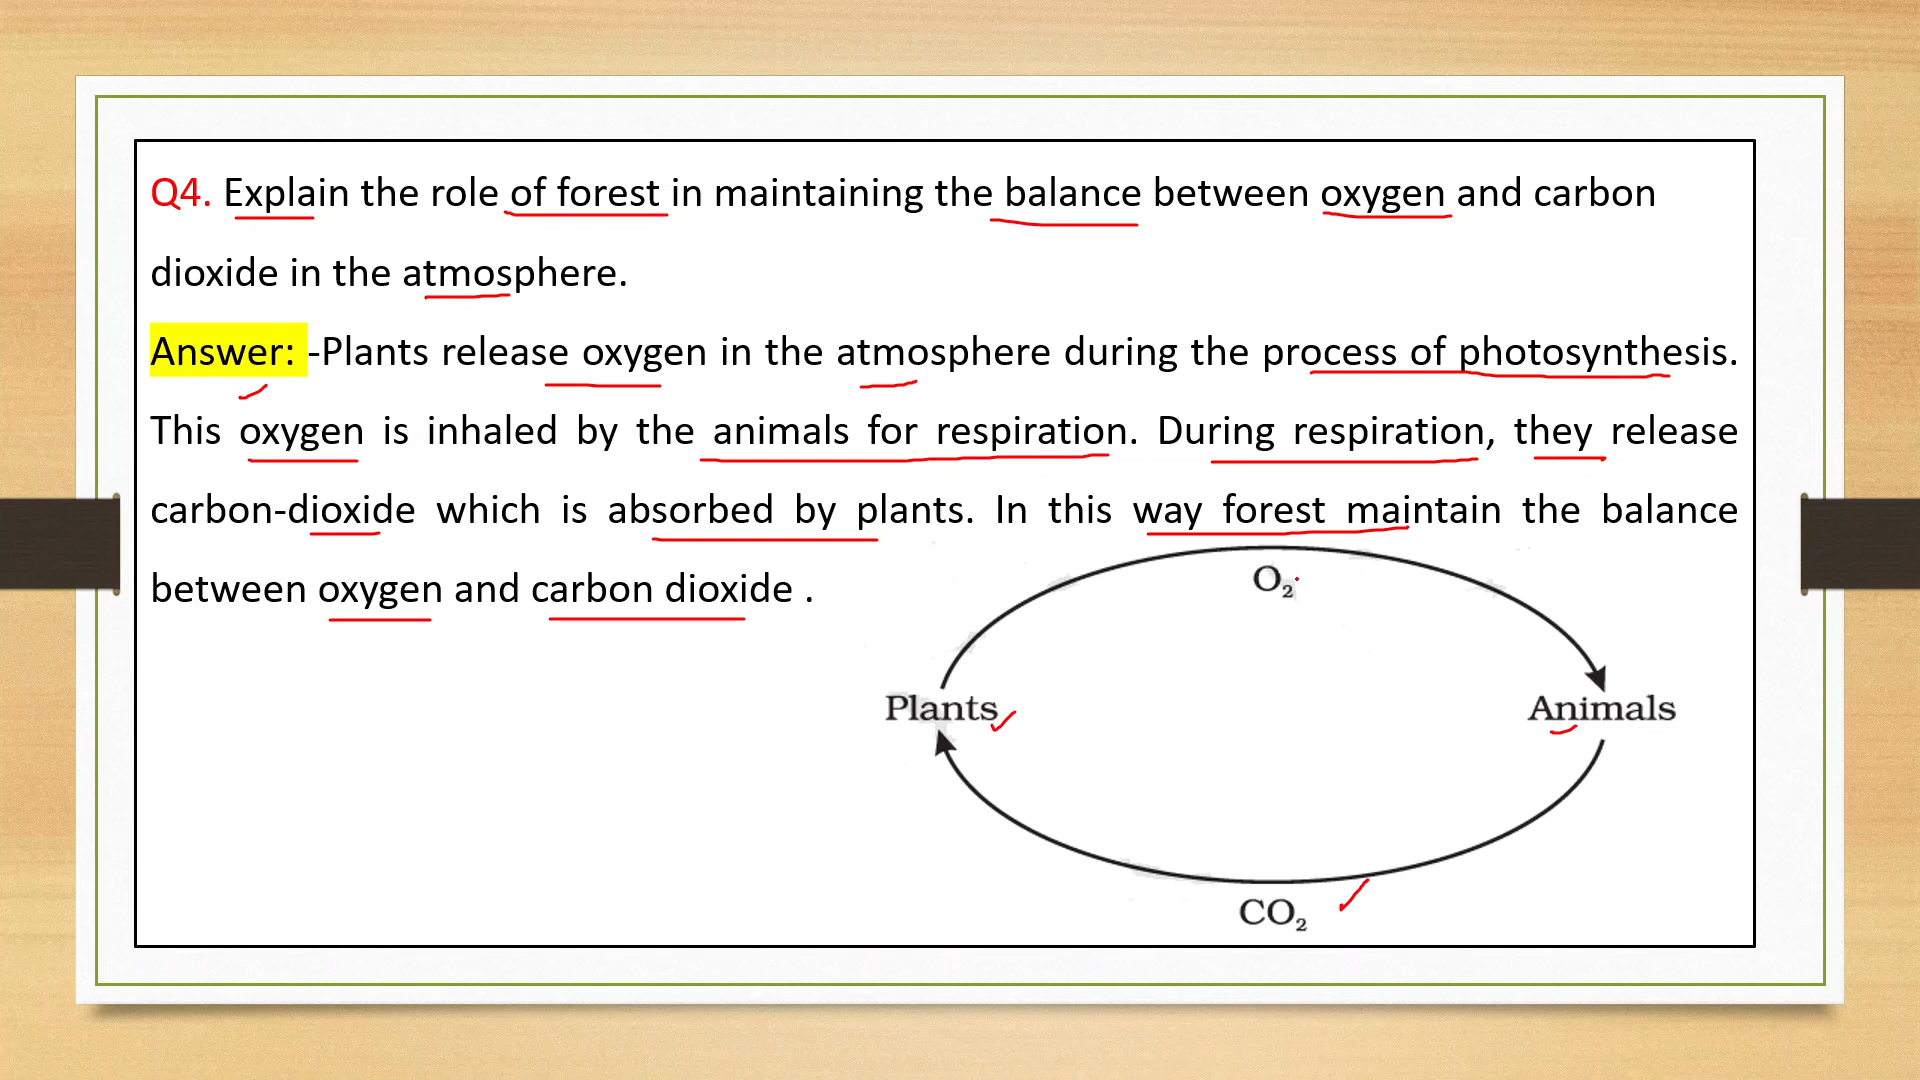 Q4. Explain the role of forest in maintaining the balance between oxygen and carbon
dioxide in the atmosphere.
Answer: -Plants release oxygen in the atmosphere during the process of photosynthesis.
This oxygen is inhaled by the animals for respiration. During respiration, they release
carbon-dioxide which is absorbed by plants. In this way forest maintain the balance
between oxygen and carbon dioxide .
O₂
Plants
Animals
CO₂